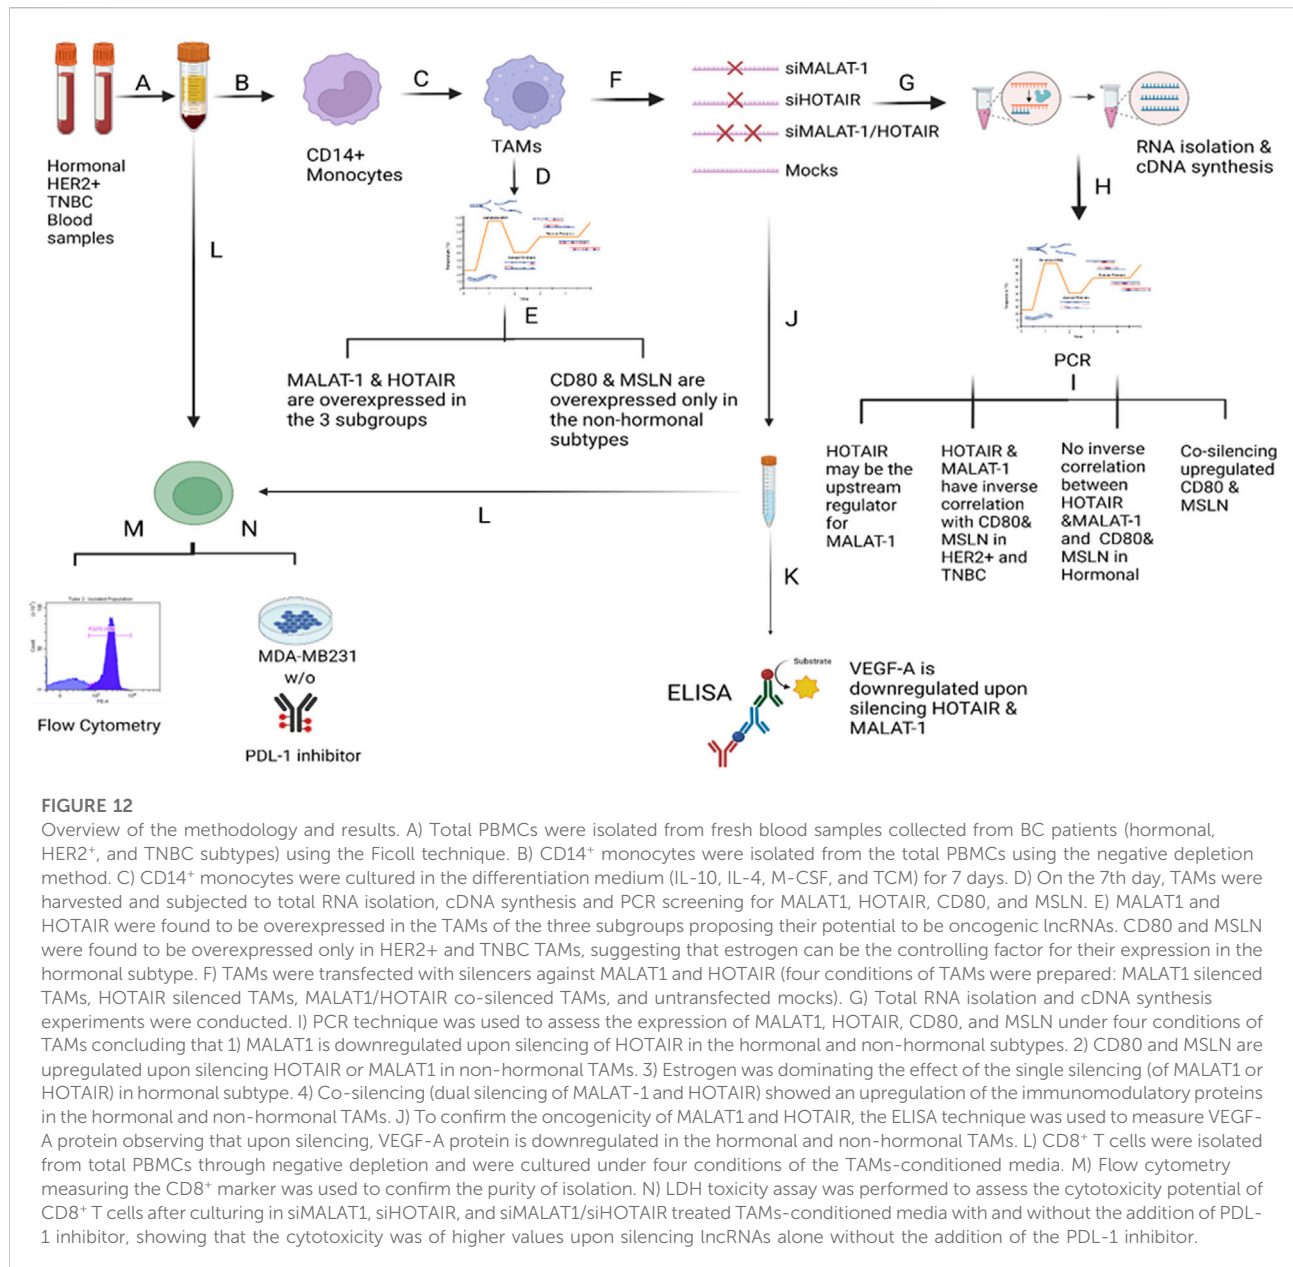 A
B
C
F
G
siMALAT-1
siHOTAIR
siMALAT-1/HOTAIR
Mocks
Hormonal
HER2+
TNBC
Blood
samples
CD14+
Monocytes
TAMs
D
RNA isolation &
cDNA synthesis
H
L
E
J
PCR
I
MALAT-1 & HOTAIR
are overexpressed in
the 3 subgroups
CD80 & MSLN are
overexpressed only in
the non-hormonal
subtypes
HOTAIR
may be the
upstream
regulator
for
MALAT-1
HOTAIR &
MALAT-1
have inverse
correlation
with CD80&
MSLN in
HER2+ and
TNBC
No inverse
correlation
between
HOTAIR
&MALAT-1
and CD80&
MSLN in
Hormonal
Co-silencing
upregulated
CD80 &
MSLN
L
M
N
K
Tube 2 : Isolated Population
Flow Cytometry
MDA-MB231
w/o
PDL-1 inhibitor
ELISA
Substrate
VEGF-A is
downregulated upon
silencing HOTAIR &
MALAT-1
FIGURE 12
Overview of the methodology and results. A) Total PBMCs were isolated from fresh blood samples collected from BC patients (hormonal,
HER2⁺, and TNBC subtypes) using the Ficoll technique. B) CD14⁺ monocytes were isolated from the total PBMCs using the negative depletion
method. C) CD14⁺ monocytes were cultured in the differentiation medium (IL-10, IL-4, M-CSF, and TCM) for 7 days. D) On the 7th day, TAMs were
harvested and subjected to total RNA isolation, cDNA synthesis and PCR screening for MALAT1, HOTAIR, CD80, and MSLN. E) MALAT1 and
HOTAIR were found to be overexpressed in the TAMs of the three subgroups proposing their potential to be oncogenic lncRNAs. CD80 and MSLN
were found to be overexpressed only in HER2+ and TNBC TAMs, suggesting that estrogen can be the controlling factor for their expression in the
hormonal subtype. F) TAMs were transfected with silencers against MALAT1 and HOTAIR (four conditions of TAMs were prepared: MALAT1 silenced
TAMs, HOTAIR silenced TAMs, MALAT1/HOTAIR co-silenced TAMs, and untransfected mocks). G) Total RNA isolation and cDNA synthesis
experiments were conducted. I) PCR technique was used to assess the expression of MALAT1, HOTAIR, CD80, and MSLN under four conditions of
TAMs concluding that 1) MALAT1 is downregulated upon silencing of HOTAIR in the hormonal and non-hormonal subtypes. 2) CD80 and MSLN are
upregulated upon silencing HOTAIR or MALAT1 in non-hormonal TAMs. 3) Estrogen was dominating the effect of the single silencing (of MALAT1 or
HOTAIR) in hormonal subtype. 4) Co-silencing (dual silencing of MALAT-1 and HOTAIR) showed an upregulation of the immunomodulatory proteins
in the hormonal and non-hormonal TAMs. J) To confirm the oncogenicity of MALAT1 and HOTAIR, the ELISA technique was used to measure VEGF-
A protein observing that upon silencing, VEGF-A protein is downregulated in the hormonal and non-hormonal TAMs. L) CD8⁺ T cells were isolated
from total PBMCs through negative depletion and were cultured under four conditions of the TAMs-conditioned media. M) Flow cytometry
measuring the CD8⁺ marker was used to confirm the purity of isolation. N) LDH toxicity assay was performed to assess the cytotoxicity potential of
CD8⁺ T cells after culturing in siMALAT1, siHOTAIR, and siMALAT1/siHOTAIR treated TAMs-conditioned media with and without the addition of PDL-
1 inhibitor, showing that the cytotoxicity was of higher values upon silencing lncRNAs alone without the addition of the PDL-1 inhibitor.